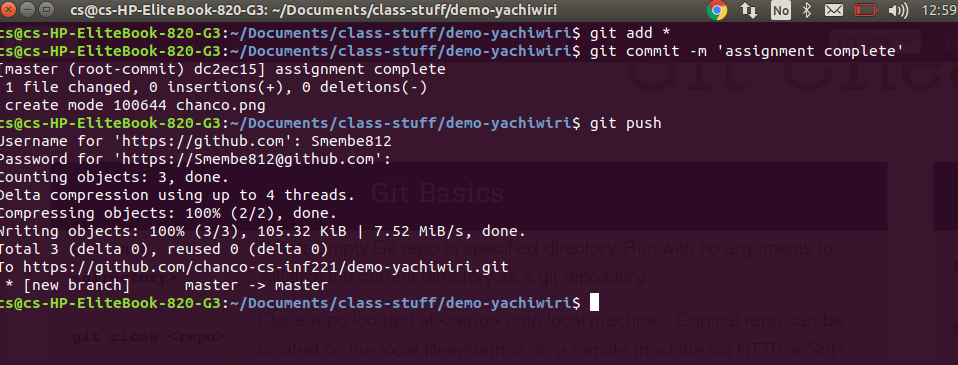 cs@cs-HP-EliteBook-820-G3: ~/Documents/class-stuff/demo-yachiwiri
No
12:59
cs@cs-HP-EliteBook-820-G3:~/Documents/class-stuff/demo-yachiwiri$ git add *
cs@cs-HP-EliteBook-820-G3:~/Documents/class-stuff/demo-yachiwiri$ git commit -m 'assignment complete'
[master (root-commit) dc2ec15] assignment complete
1 file changed, 0 insertions(+), 0 deletions(-)
create mode 100644 chanco.png
cs@cs-HP-EliteBook-820-G3:~/Documents/class-stuff/demo-yachiwiri$ git push
Username for 'https://github.com': Smembe812
Password for 'https://Smembe812@github.com':
Counting objects: 3, done.
Delta compression using up to 4 threads.
Compressing objects: 100% (2/2), done.
Git Basics
Writing objects: 100% (3/3), 105.32 KiB | 7.52 MiB/s, done.
Total 3 (delta 0), reused 0 (delta 0)
Git repo in specified directory. Run with no arguments to
To https://github.com/chanco-cs-inf221/demo-yachiwiri.git
the current directory as a git repository.
* [new branch] master -> master
cs@cs-HP-EliteBook-820-G3:~/Documents/class-stuff/demo-yachiwiri$
Clone repo located at <repo> onto local machine. Original repo can be
git clone <repo>
located on the local filesystem or on a remote machine via HTTP or SSH.